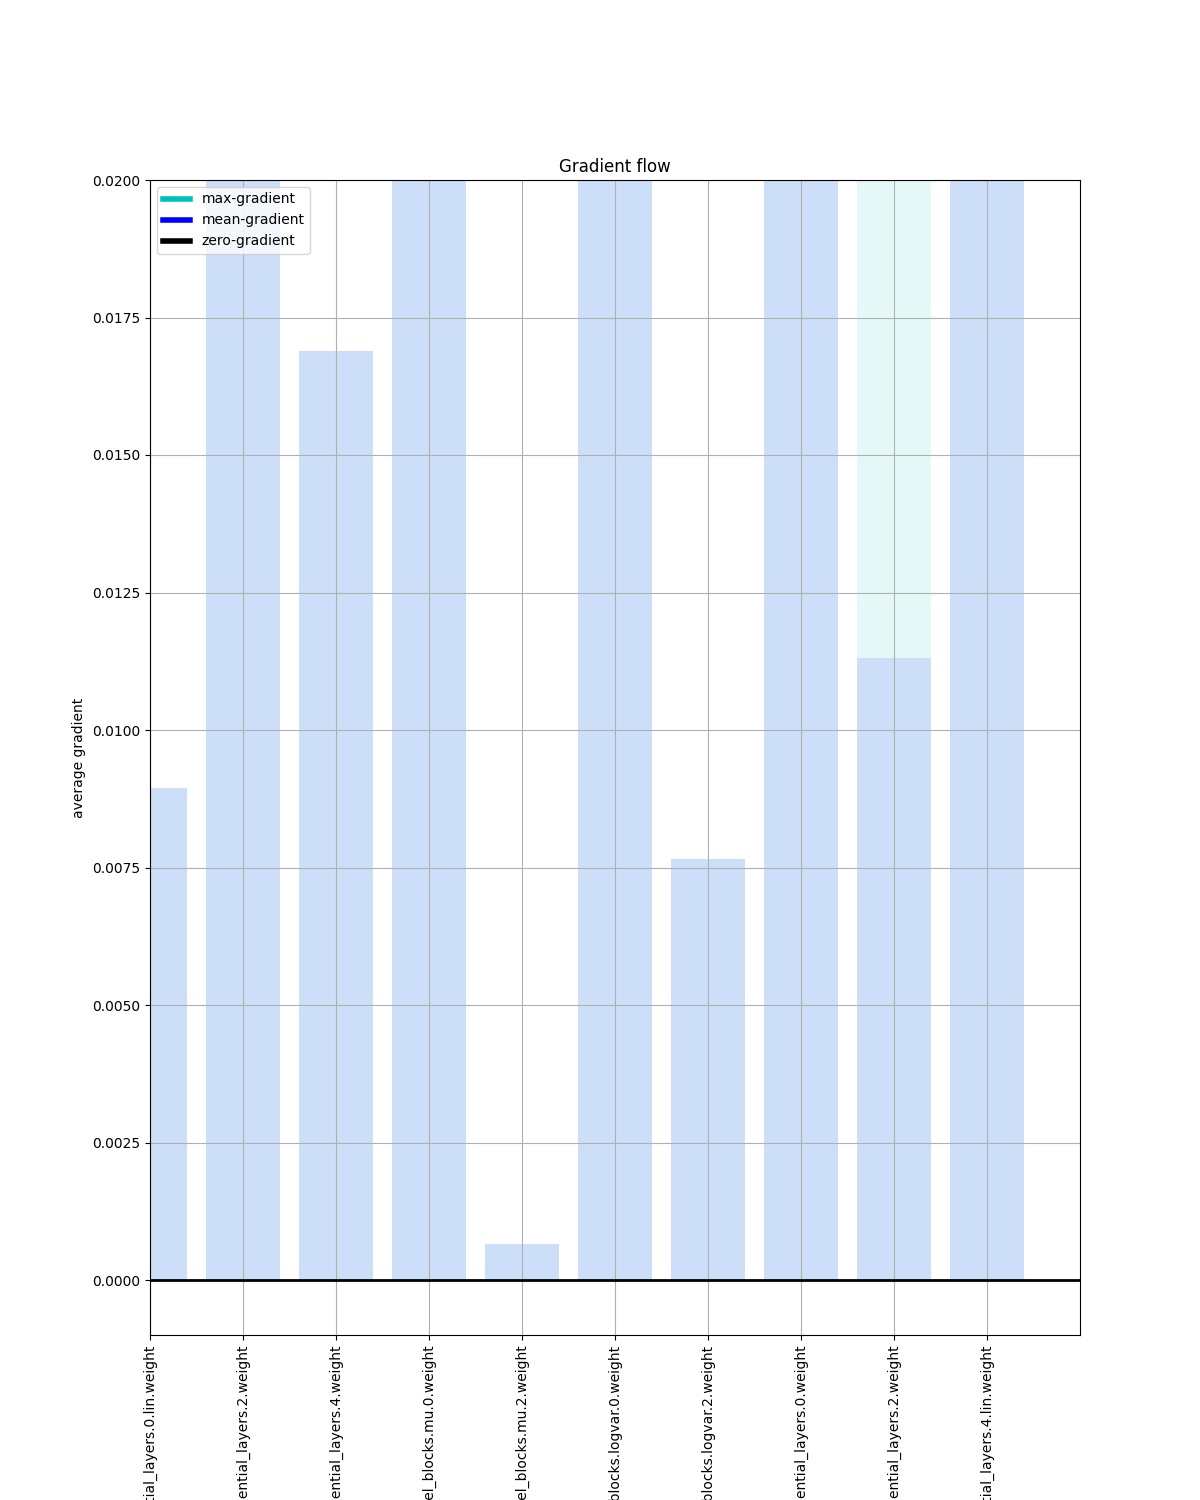 Gradient flow
max-gradient
mean-gradient
zero-gradient
0.0200
0.0175
0.0150
0.0125
0.0100
0.0075
0.0050
0.0025
0.0000
average gradient
tial_layers.0.lin.weight
ential_layers.2.weight
ential_layers.4.weight
el_blocks.mu.0.weight
el_blocks.mu.2.weight
blocks.logvar.0.weight
blocks.logvar.2.weight
ential_layers.0.weight
ential_layers.2.weight
tial_layers.4.lin.weight